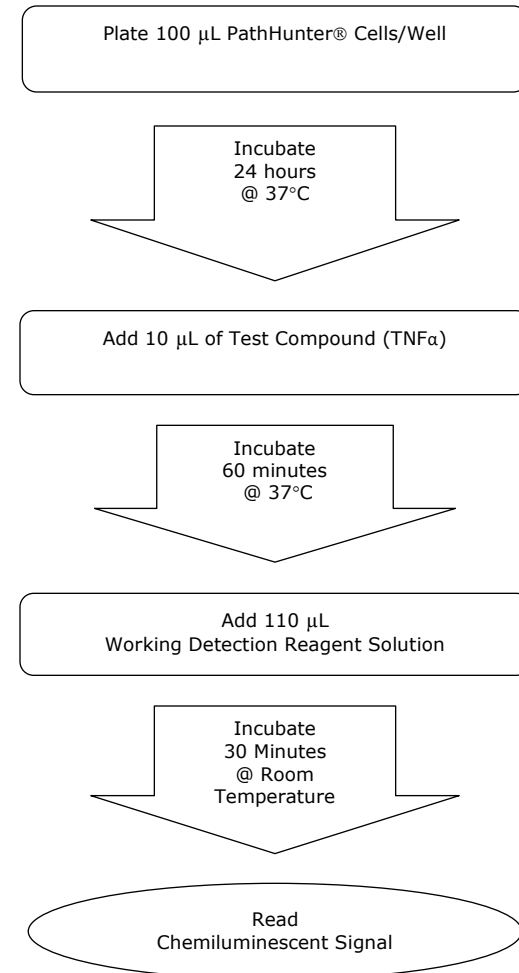 Plate 100 µL PathHunter® Cells/Well
Incubate
24 hours
@ 37°C
Add 10 µL of Test Compound (TNFα)
Incubate
60 minutes
@ 37°C
Add 110 µL
Working Detection Reagent Solution
Incubate
30 Minutes
@ Room
Temperature
Read
Chemiluminescent Signal